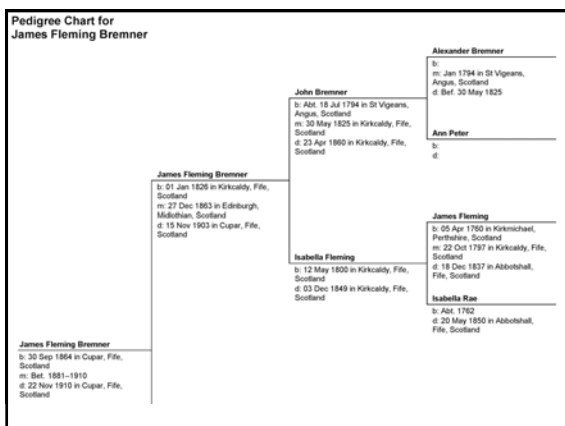 Pedigree Chart for
James Fleming Bremner
Alexander Bremner
b:
m: Jan 1794 in St Vigeans,
Angus, Scotland
d: Bef. 30 May 1825
John Bremner
b: Abt. 18 Jul 1794 in St Vigeans,
Angus, Scotland
m: 30 May 1825 in Kirkcaldy, Fife,
Scotland
d: 23 Apr 1860 in Kirkcaldy, Fife,
Scotland
Ann Peter
b:
d:
James Fleming Bremner
b: 01 Jan 1826 in Kirkcaldy, Fife,
Scotland
m: 27 Dec 1863 in Edinburgh,
Midlothian, Scotland
d: 15 Nov 1903 in Cupar, Fife,
Scotland
James Fleming
b: 05 Apr 1760 in Kirkmichael,
Perthshire, Scotland
m: 22 Oct 1797 in Kirkcaldy, Fife,
Scotland
d: 18 Dec 1837 in Abbotshall,
Fife, Scotland
Isabella Fleming
b: 12 May 1800 in Kirkcaldy, Fife,
Scotland
d: 03 Dec 1849 in Kirkcaldy, Fife,
Scotland
Isabella Rae
b: Abt. 1762
d: 20 May 1850 in Abbotshall,
Fife, Scotland
James Fleming Bremner
b: 30 Sep 1864 in Cupar, Fife,
Scotland
m: Bet. 1881–1910
d: 22 Nov 1910 in Cupar, Fife,
Scotland